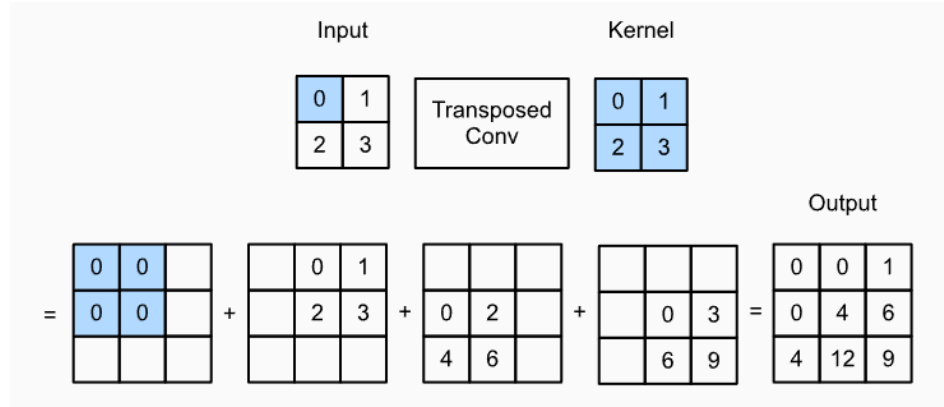 Input Kernel
0 1 Transposed Conv 0 1
2 3 2 3
Output
0 0 0 1 0 0 1
= 0 0 + 2 3 + 0 2 + 0 3 = 0 4 6
4 6 6 9 4 12 9